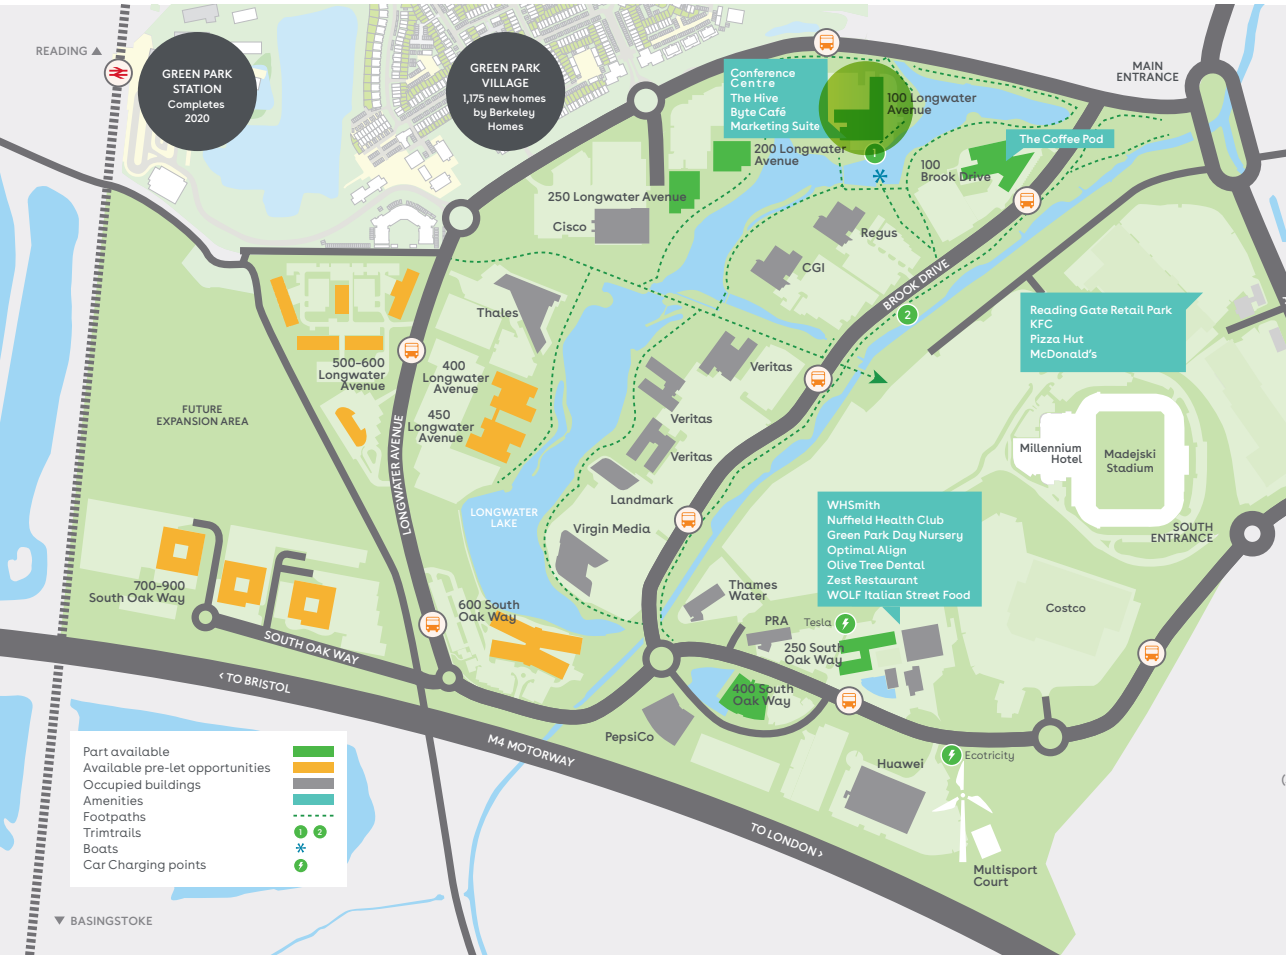 READING ▲
GREEN PARK
STATION
Completes
2020
GREEN PARK
VILLAGE
1,175 new homes
by Berkeley
Homes
MAIN
ENTRANCE
Conference
Centre
The Hive
Byte Café
Marketing Suite
100 Longwater
Avenue
1
The Coffee Pod
200 Longwater
Avenue
100
Brook Drive
250 Longwater Avenue
Cisco
Regus
CGI
BROOK DRIVE
2
Thales
Reading Gate Retail Park
KFC
Pizza Hut
McDonald's
500-600
Longwater
Avenue
400
Longwater
Avenue
Veritas
450
Longwater
Avenue
FUTURE
EXPANSION AREA
LONGWATER AVENUE
Veritas
Veritas
Millennium
Hotel
Madejski
Stadium
Landmark
LONGWATER
LAKE
Virgin Media
WHSmith
Nuffield Health Club
Green Park Day Nursery
Optimal Align
Olive Tree Dental
Zest Restaurant
WOLF Italian Street Food
SOUTH
ENTRANCE
700-900
South Oak Way
600 South
Oak Way
Thames
Water
PRA
Tesla
Costco
SOUTH OAK WAY
250 South
Oak Way
‹ TO BRISTOL
400 South
Oak Way
PepsiCo
M4 MOTORWAY
Huawei
Ecotricity
TO LONDON ›
Multisport
Court
Part available
Available pre-let opportunities
Occupied buildings
Amenities
Footpaths
Trimtrails 1 2
Boats
Car Charging points
▼ BASINGSTOKE
(